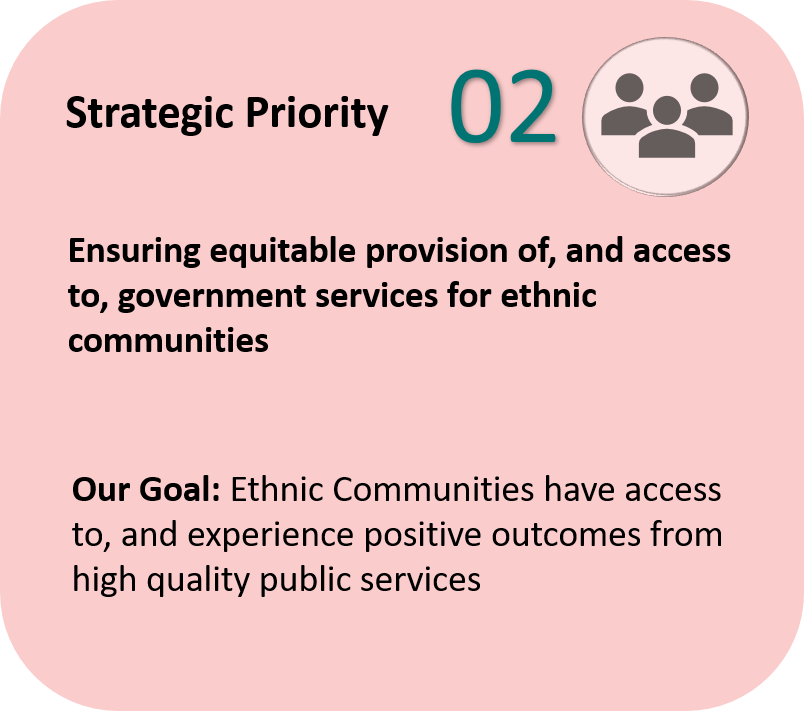 Strategic Priority 02
Ensuring equitable provision of, and access
to, government services for ethnic
communities
Our Goal: Ethnic Communities have access
to, and experience positive outcomes from
high quality public services